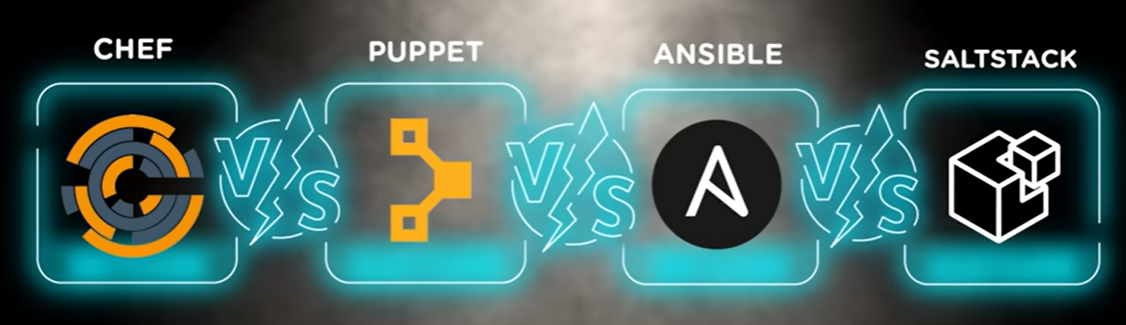 CHEF
PUPPET
ANSIBLE
SALTSTACK
VS
VS
VS